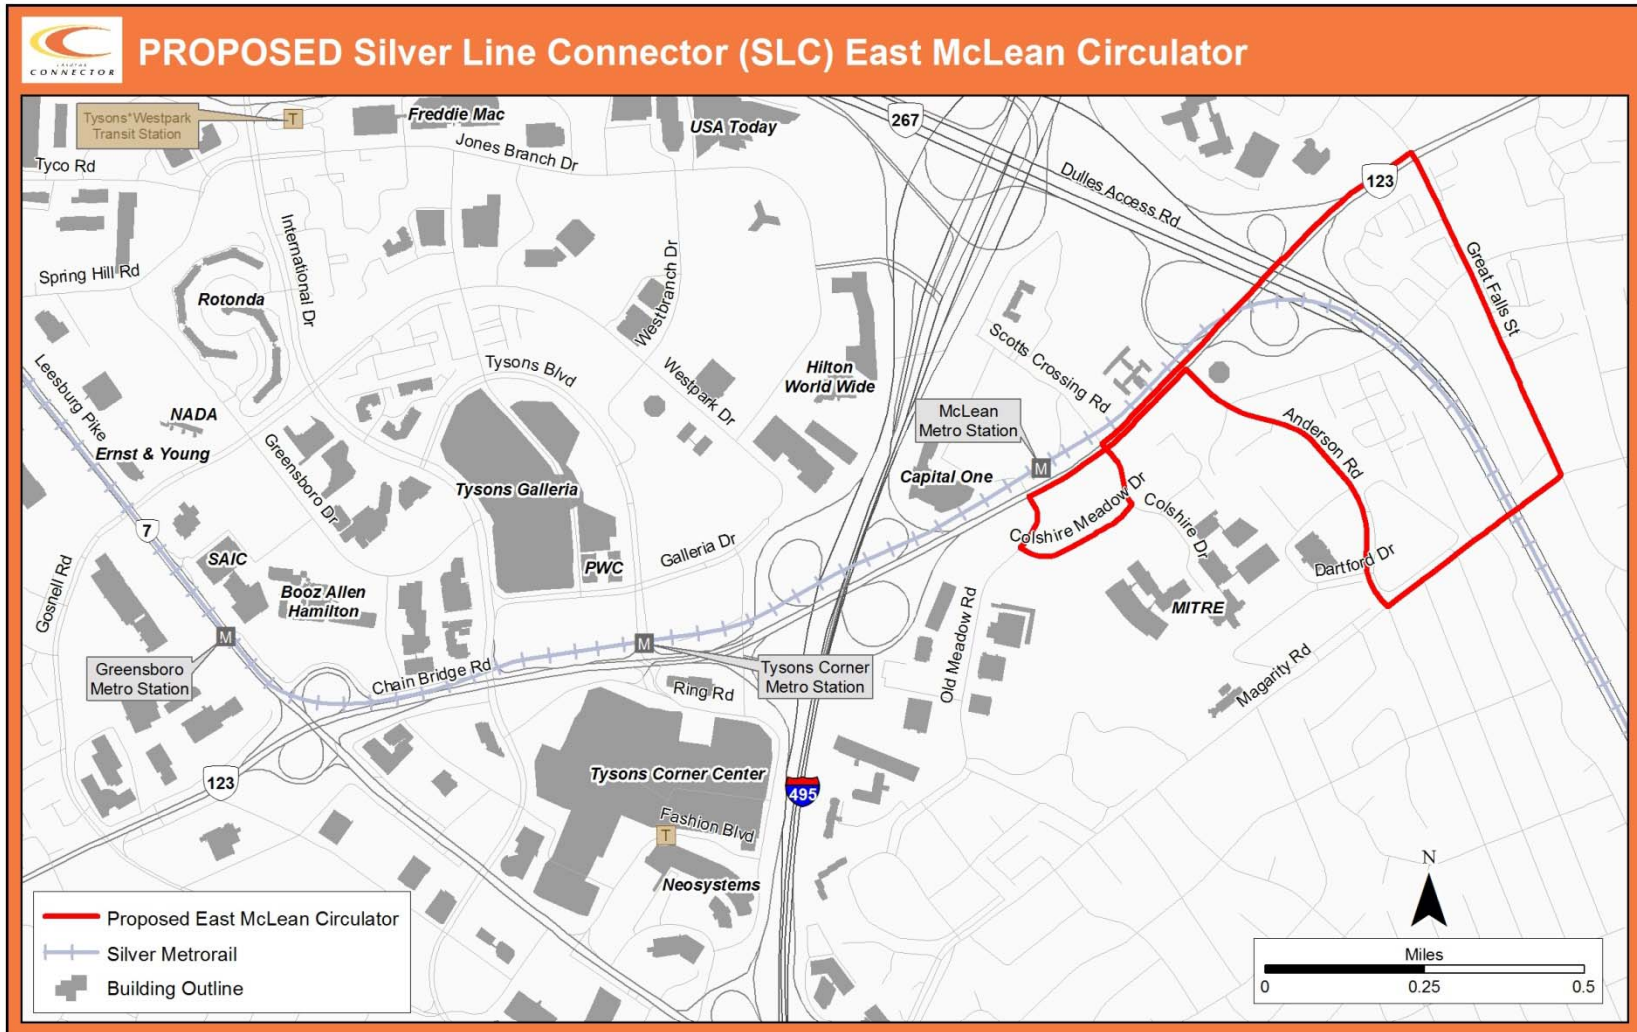 FAIRFAX
CONNECTOR
PROPOSED Silver Line Connector (SLC) East McLean Circulator
Tysons*Westpark
Transit Station
T
Freddie Mac
USA Today
267
Jones Branch Dr
Tyco Rd
Dulles Access Rd
123
International Dr
Spring Hill Rd
Rotonda
Westbranch Dr
Great Falls St
Scotts Crossing Rd
Leesburg Pike
Tysons Blvd
Hilton
World Wide
Westpark Dr
NADA
McLean
Metro Station
Anderson Rd
Ernst & Young
Greensboro Dr
M
Capital One
Tysons Galleria
Colshire Meadow Dr
Colshire Dr
7
Galleria Dr
SAIC
PWC
Dartford Dr
Gosnell Rd
Booz Allen
Hamilton
MITRE
Old Meadow Rd
M
M
Greensboro
Metro Station
Chain Bridge Rd
Tysons Corner
Metro Station
Ring Rd
Magarity Rd
123
Tysons Corner Center
495
Fashion Blvd
T
Neosystems
N
Proposed East McLean Circulator
Silver Metrorail
Building Outline
Miles
0 0.25 0.5